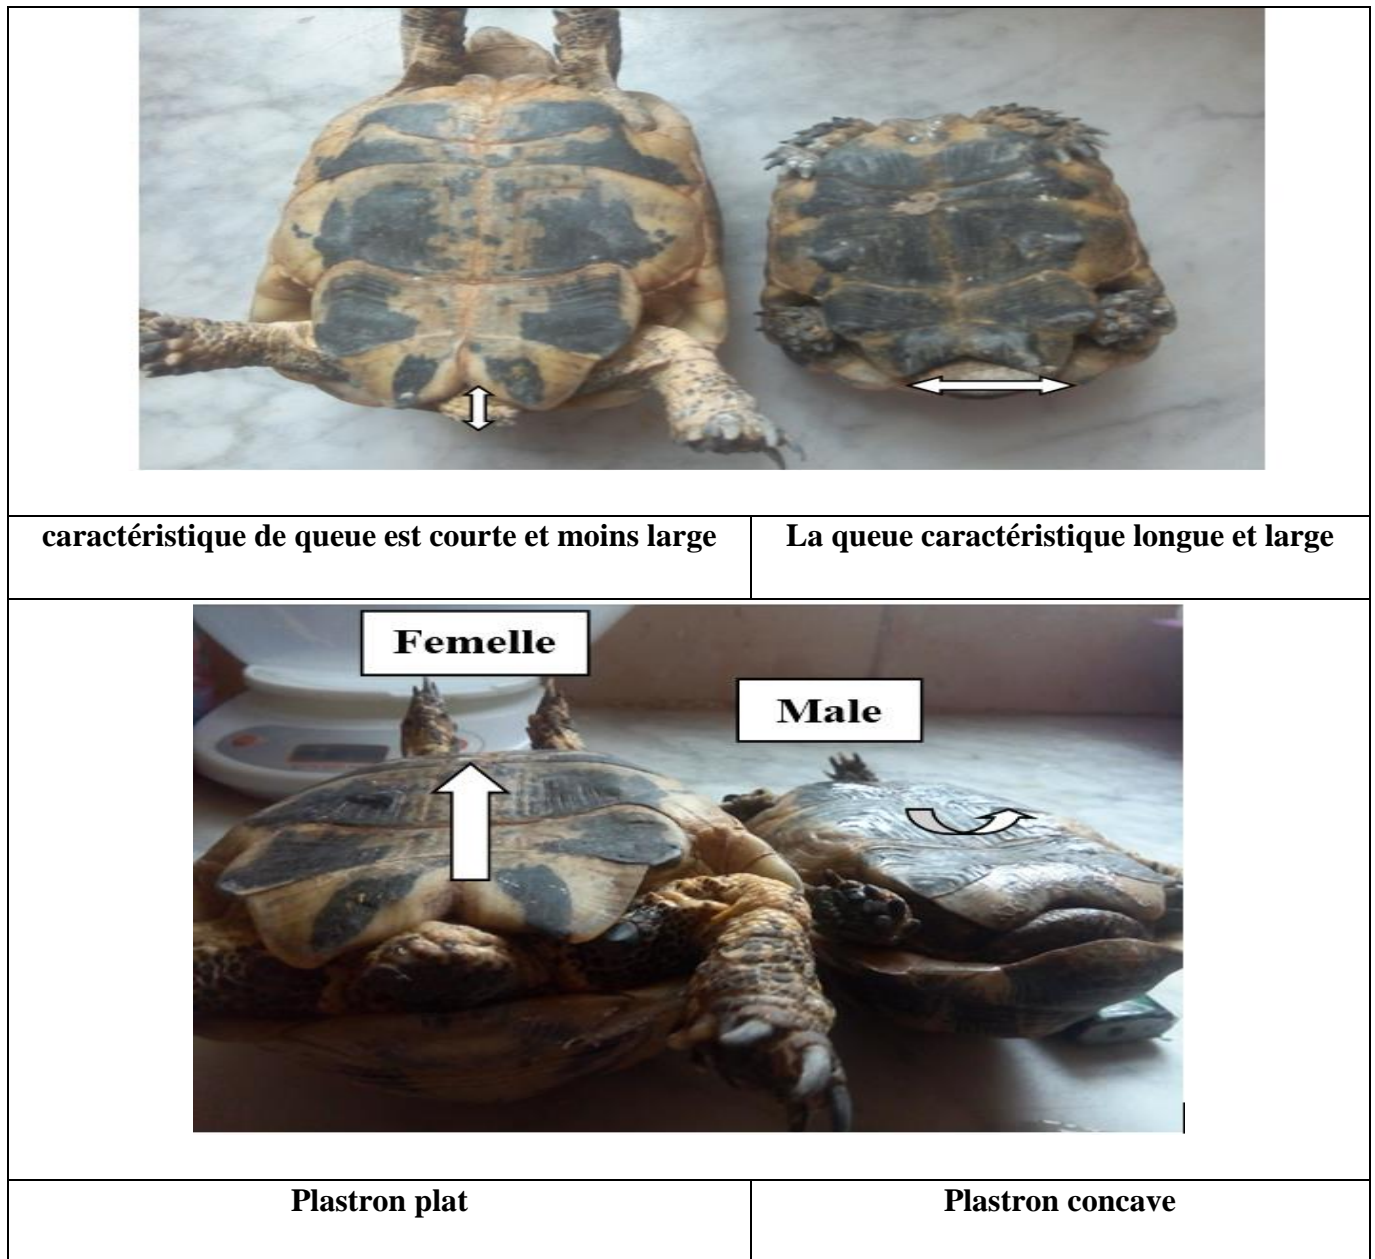 caractéristique de queue est courte et moins large
La queue caractéristique longue et large
Femelle
Male
Plastron plat
Plastron concave